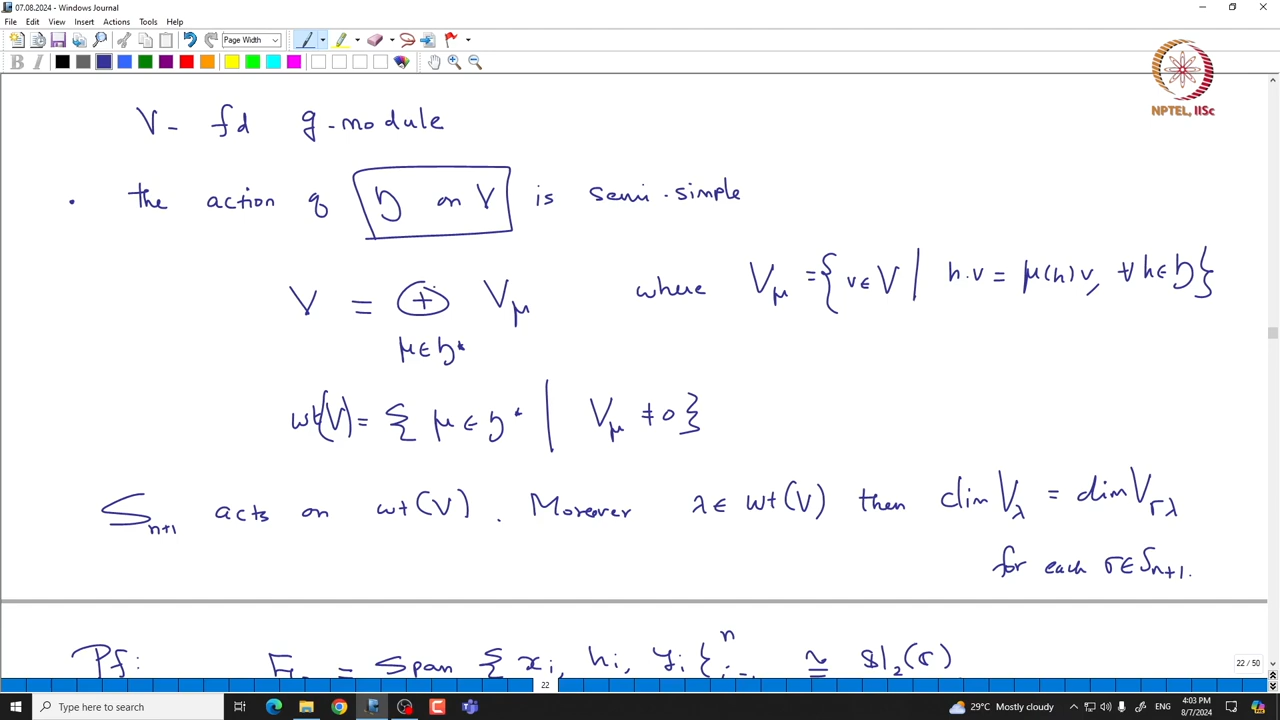 07.08.2024 - Windows Journal
File Edit View Insert Actions Tools Help
Page Width
B I
NPTEL, IISc
V - fd g-module
. the action of 𝔥 on V is semi-simple
V = ⊕ V_μ where V_μ = { v ∈ V | h.v = μ(h)v, ∀ h ∈ 𝔥 }
μ ∈ 𝔥*
wt(V) = { μ ∈ 𝔥* | V_μ ≠ 0 }
S_{n+1} acts on wt(V). Moreover λ ∈ wt(V) then dim V_λ = dim V_{σλ}
for each σ ∈ S_{n+1}.
Pf: = Span { x_i, h_i, y_i }^n ≅ sl_2(ℂ)
22 / 50
22
Type here to search
29°C Mostly cloudy
4:03 PM
8/7/2024